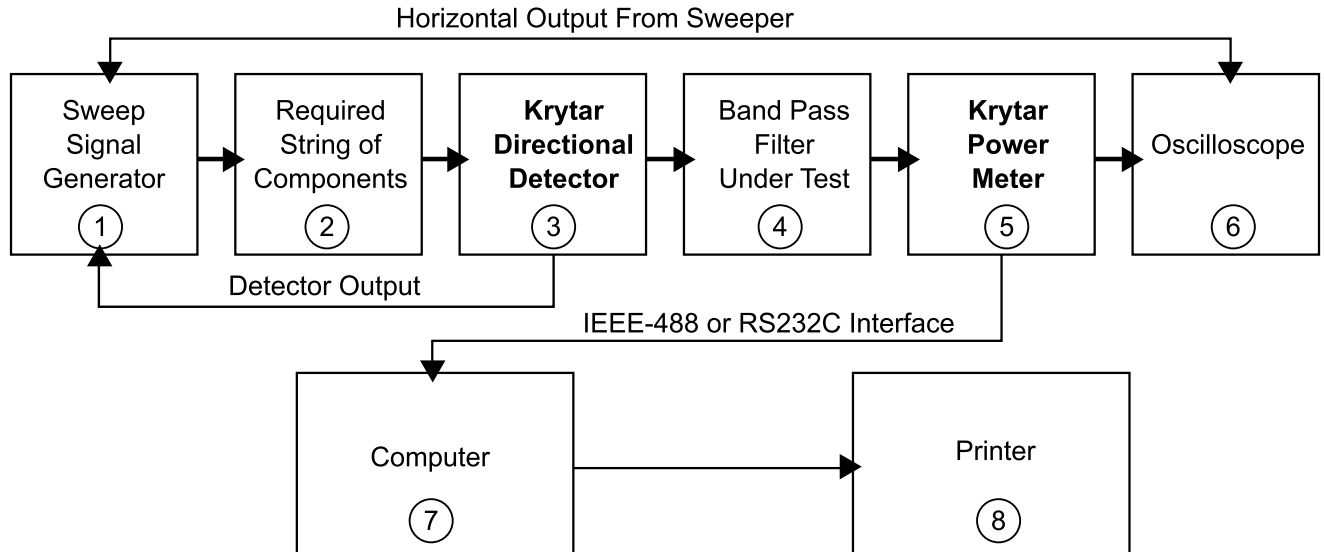 Horizontal Output From Sweeper
Sweep
Signal
Generator
1
Required
String of
Components
2
Krytar
Directional
Detector
3
Band Pass
Filter
Under Test
4
Krytar
Power
Meter
5
Oscilloscope
6
Detector Output
IEEE-488 or RS232C Interface
Computer
7
Printer
8